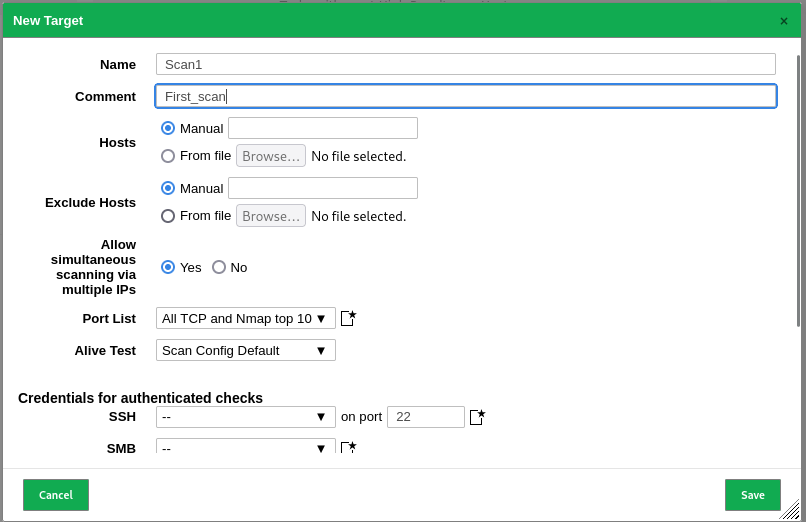 New Target
×
Name Scan1
Comment First_scan
Hosts
Manual
From file Browse... No file selected.
Exclude Hosts
Manual
From file Browse... No file selected.
Allow
simultaneous
scanning via
multiple IPs
Yes No
Port List All TCP and Nmap top 10 ▼
Alive Test Scan Config Default ▼
Credentials for authenticated checks
SSH -- ▼ on port 22
SMB -- ▼
Cancel Save